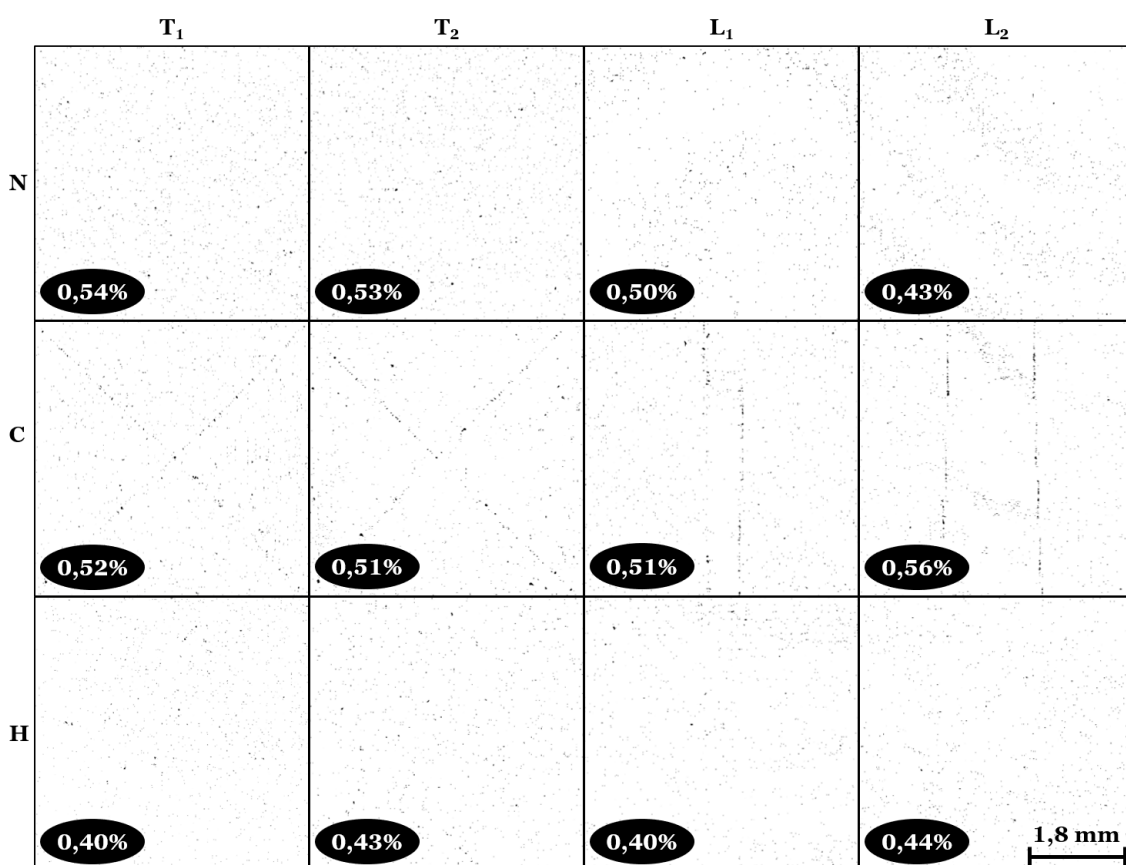 T₁ T₂ L₁ L₂
N
0,54% 0,53% 0,50% 0,43%
C
0,52% 0,51% 0,51% 0,56%
H
0,40% 0,43% 0,40% 0,44%
1,8 mm